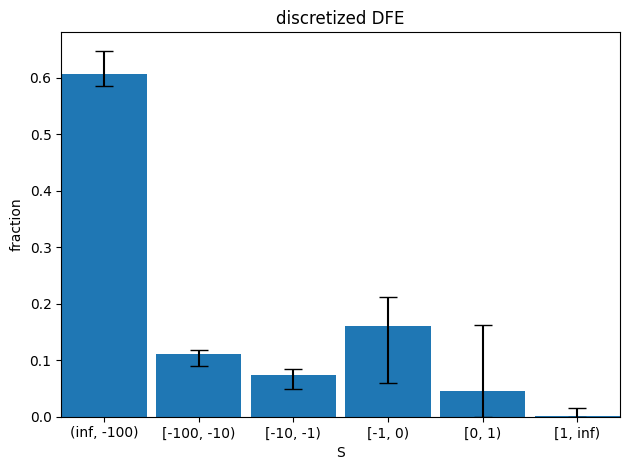 discretized DFE
fraction
0.6
0.5
0.4
0.3
0.2
0.1
0.0
(inf, -100) [-100, -10) [-10, -1) [-1, 0) [0, 1) [1, inf)
S